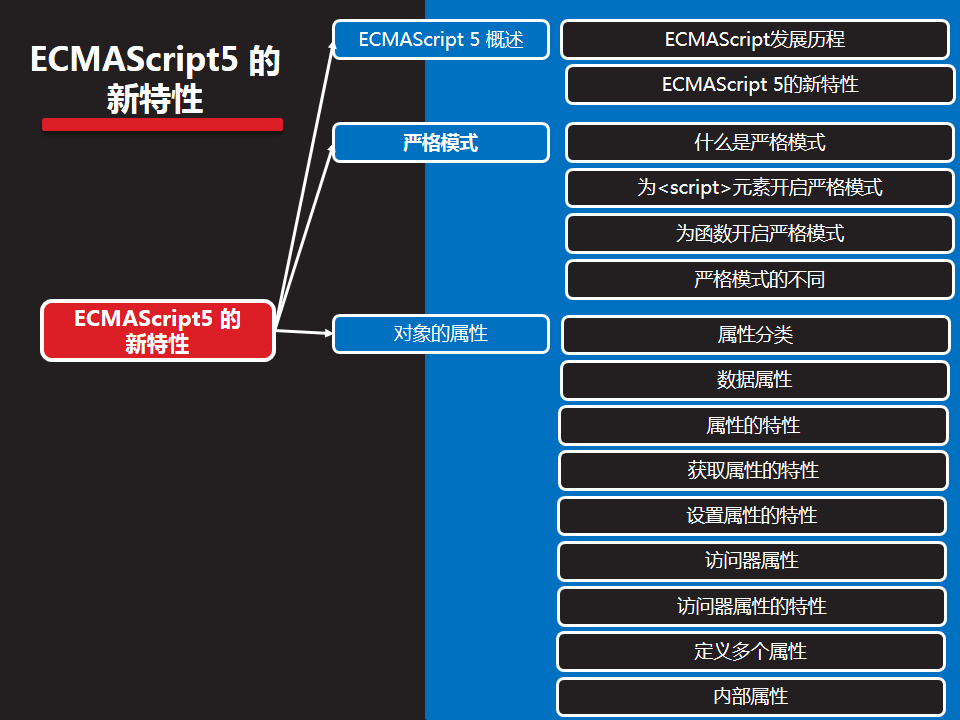 ECMAScript5 的
新特性
ECMAScript5 的
新特性
ECMAScript 5 概述
ECMAScript发展历程
ECMAScript 5的新特性
严格模式
什么是严格模式
为<script>元素开启严格模式
为函数开启严格模式
严格模式的不同
对象的属性
属性分类
数据属性
属性的特性
获取属性的特性
设置属性的特性
访问器属性
访问器属性的特性
定义多个属性
内部属性